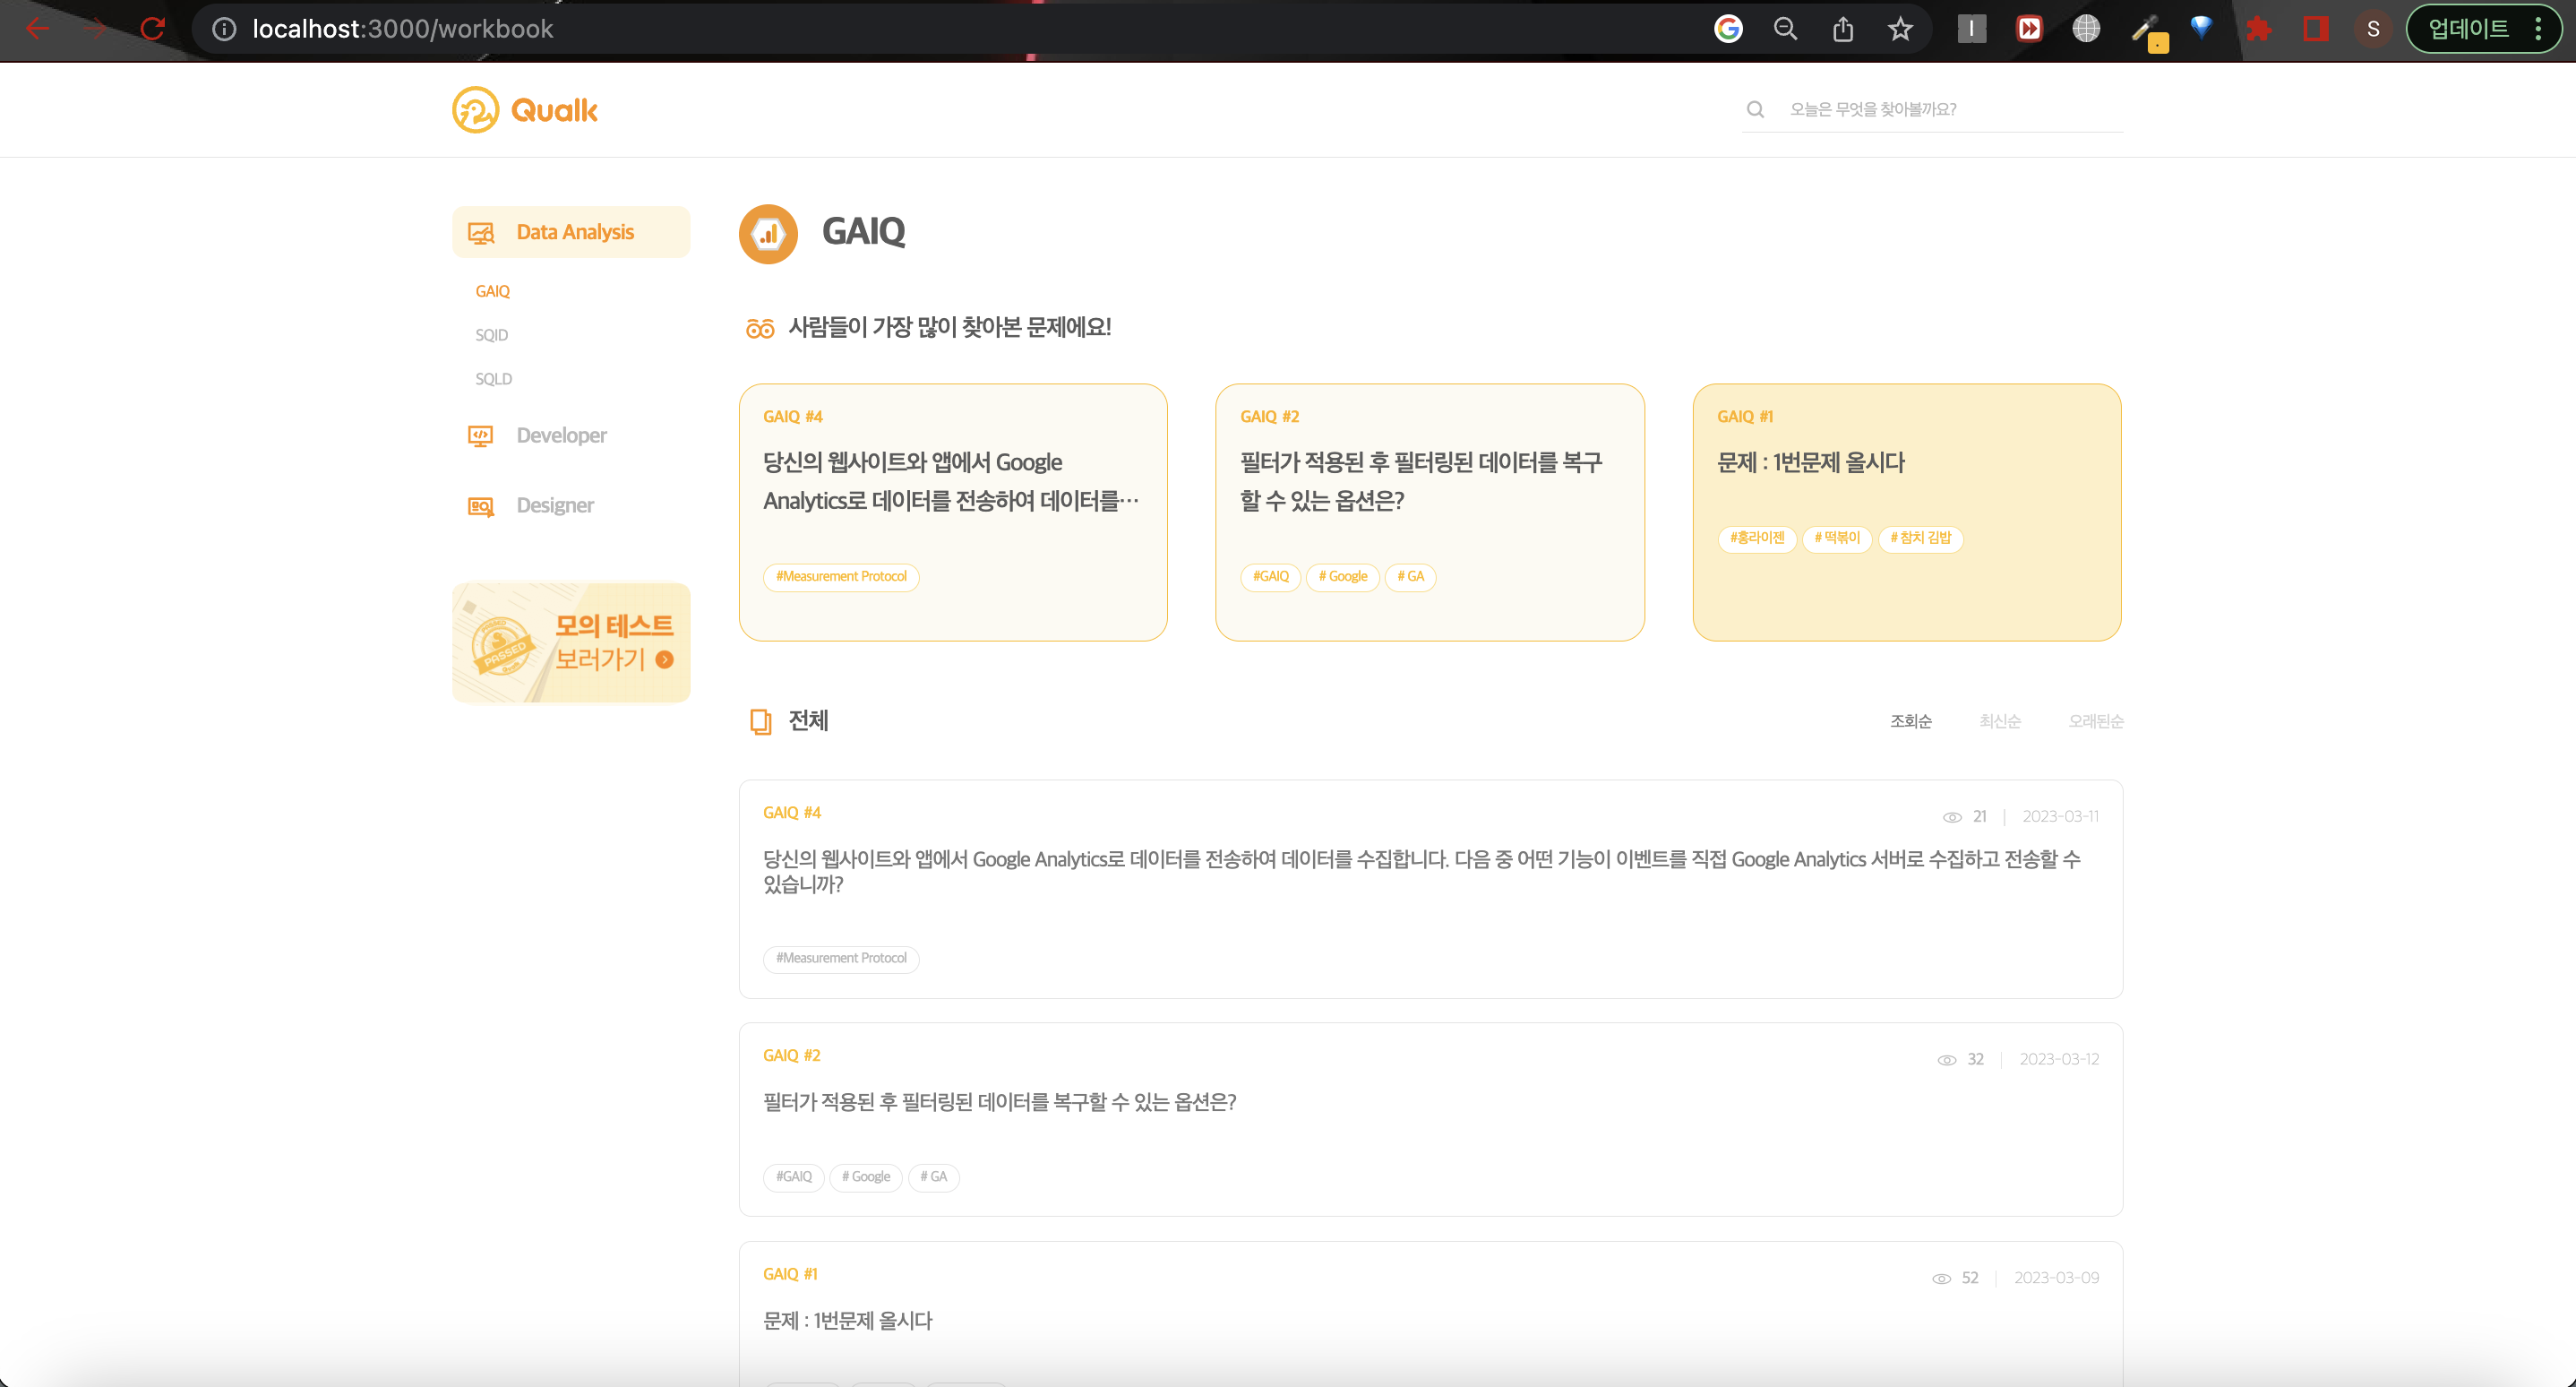 localhost:3000/workbook
S
업데이트
Qualk
오늘은 무엇을 찾아볼까요?
Data Analysis
GAIQ
SQID
SQLD
Developer
Designer
PASSED
Qualk
모의 테스트
보러가기
GAIQ
사람들이 가장 많이 찾아본 문제에요!
GAIQ #4
당신의 웹사이트와 앱에서 Google
Analytics로 데이터를 전송하여 데이터를…
#Measurement Protocol
GAIQ #2
필터가 적용된 후 필터링된 데이터를 복구
할 수 있는 옵션은?
#GAIQ # Google # GA
GAIQ #1
문제 : 1번문제 올시다
#홍라이젠 # 떡볶이 # 참치 김밥
전체
조회순 최신순 오래된순
GAIQ #4
21 | 2023-03-11
당신의 웹사이트와 앱에서 Google Analytics로 데이터를 전송하여 데이터를 수집합니다. 다음 중 어떤 기능이 이벤트를 직접 Google Analytics 서버로 수집하고 전송할 수
있습니까?
#Measurement Protocol
GAIQ #2
32 | 2023-03-12
필터가 적용된 후 필터링된 데이터를 복구할 수 있는 옵션은?
#GAIQ # Google # GA
GAIQ #1
52 | 2023-03-09
문제 : 1번문제 올시다